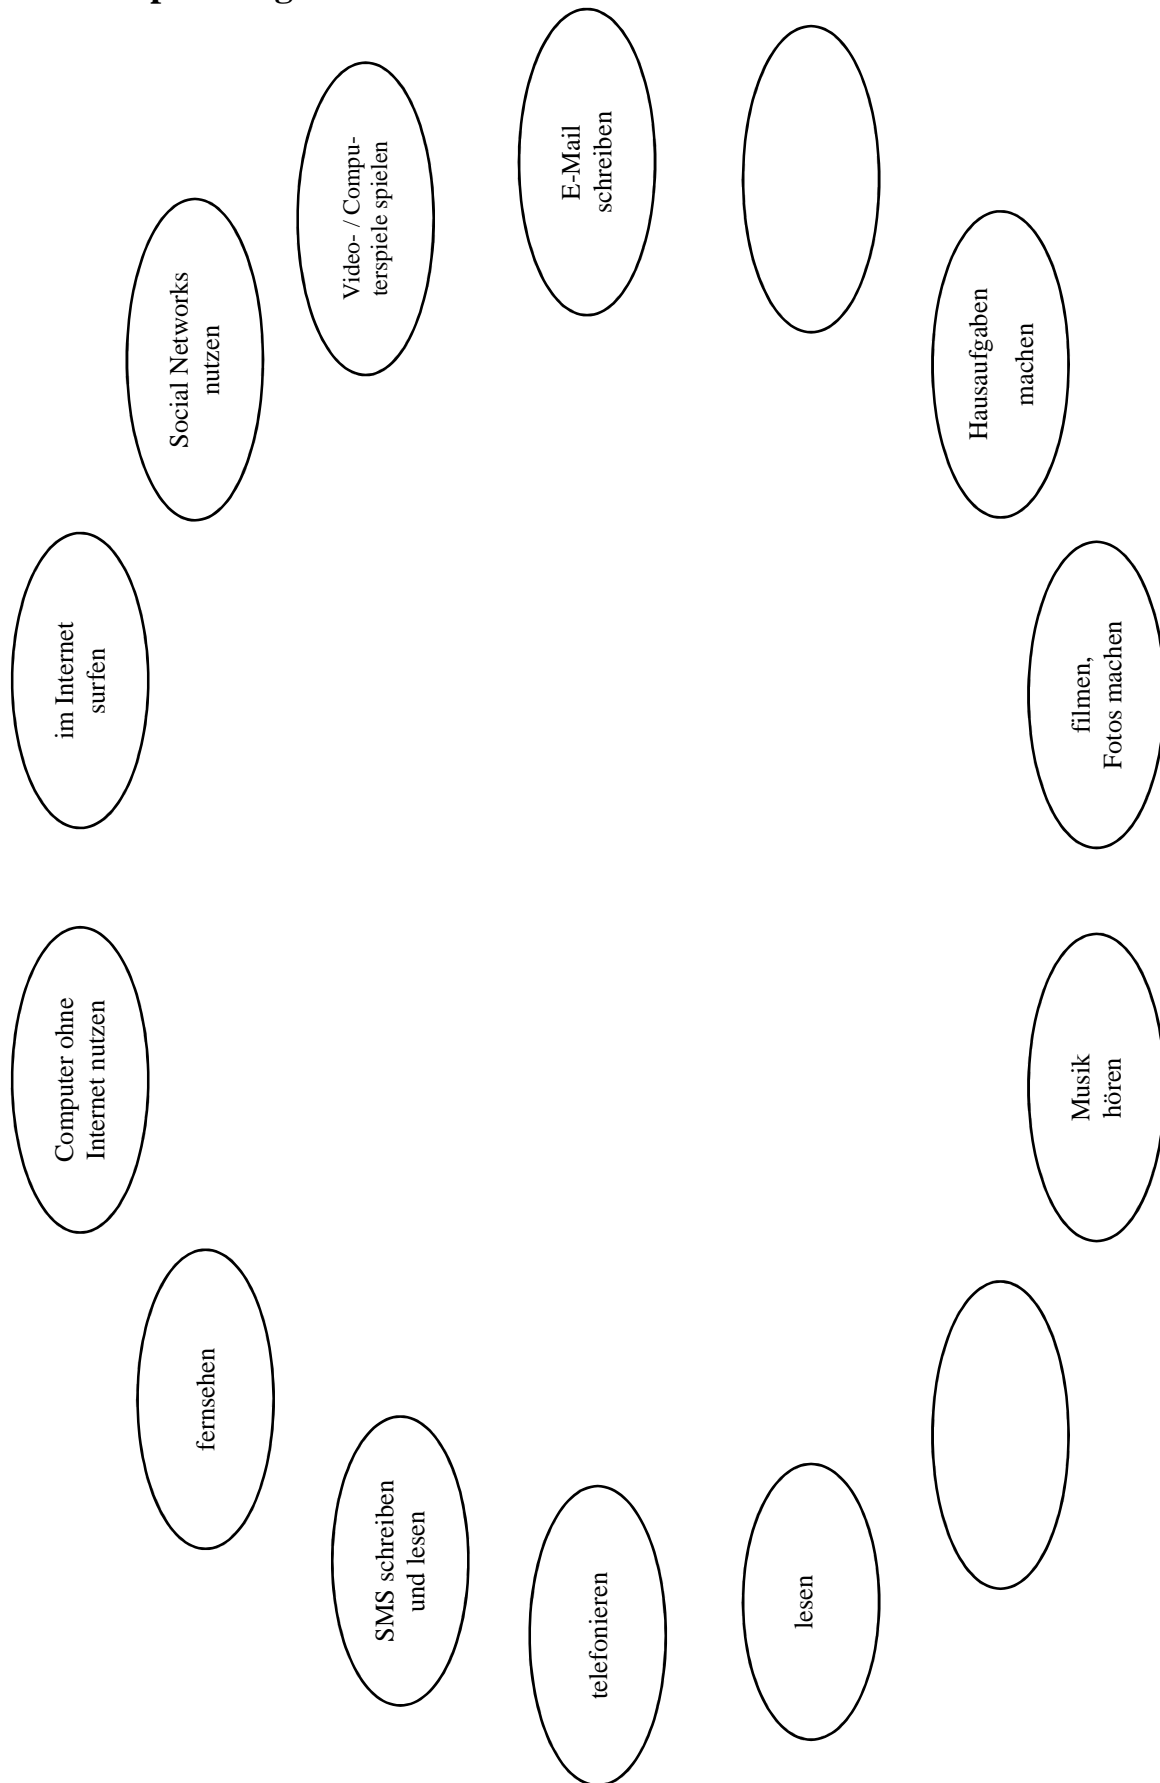 Social Networks
nutzen
Video- / Compu-
terspiele spielen
E-Mail
schreiben
Hausaufgaben
machen
filmen,
Fotos machen
Musik
hören
lesen
telefonieren
SMS schreiben
und lesen
fernsehen
Computer ohne
Internet nutzen
im Internet
surfen